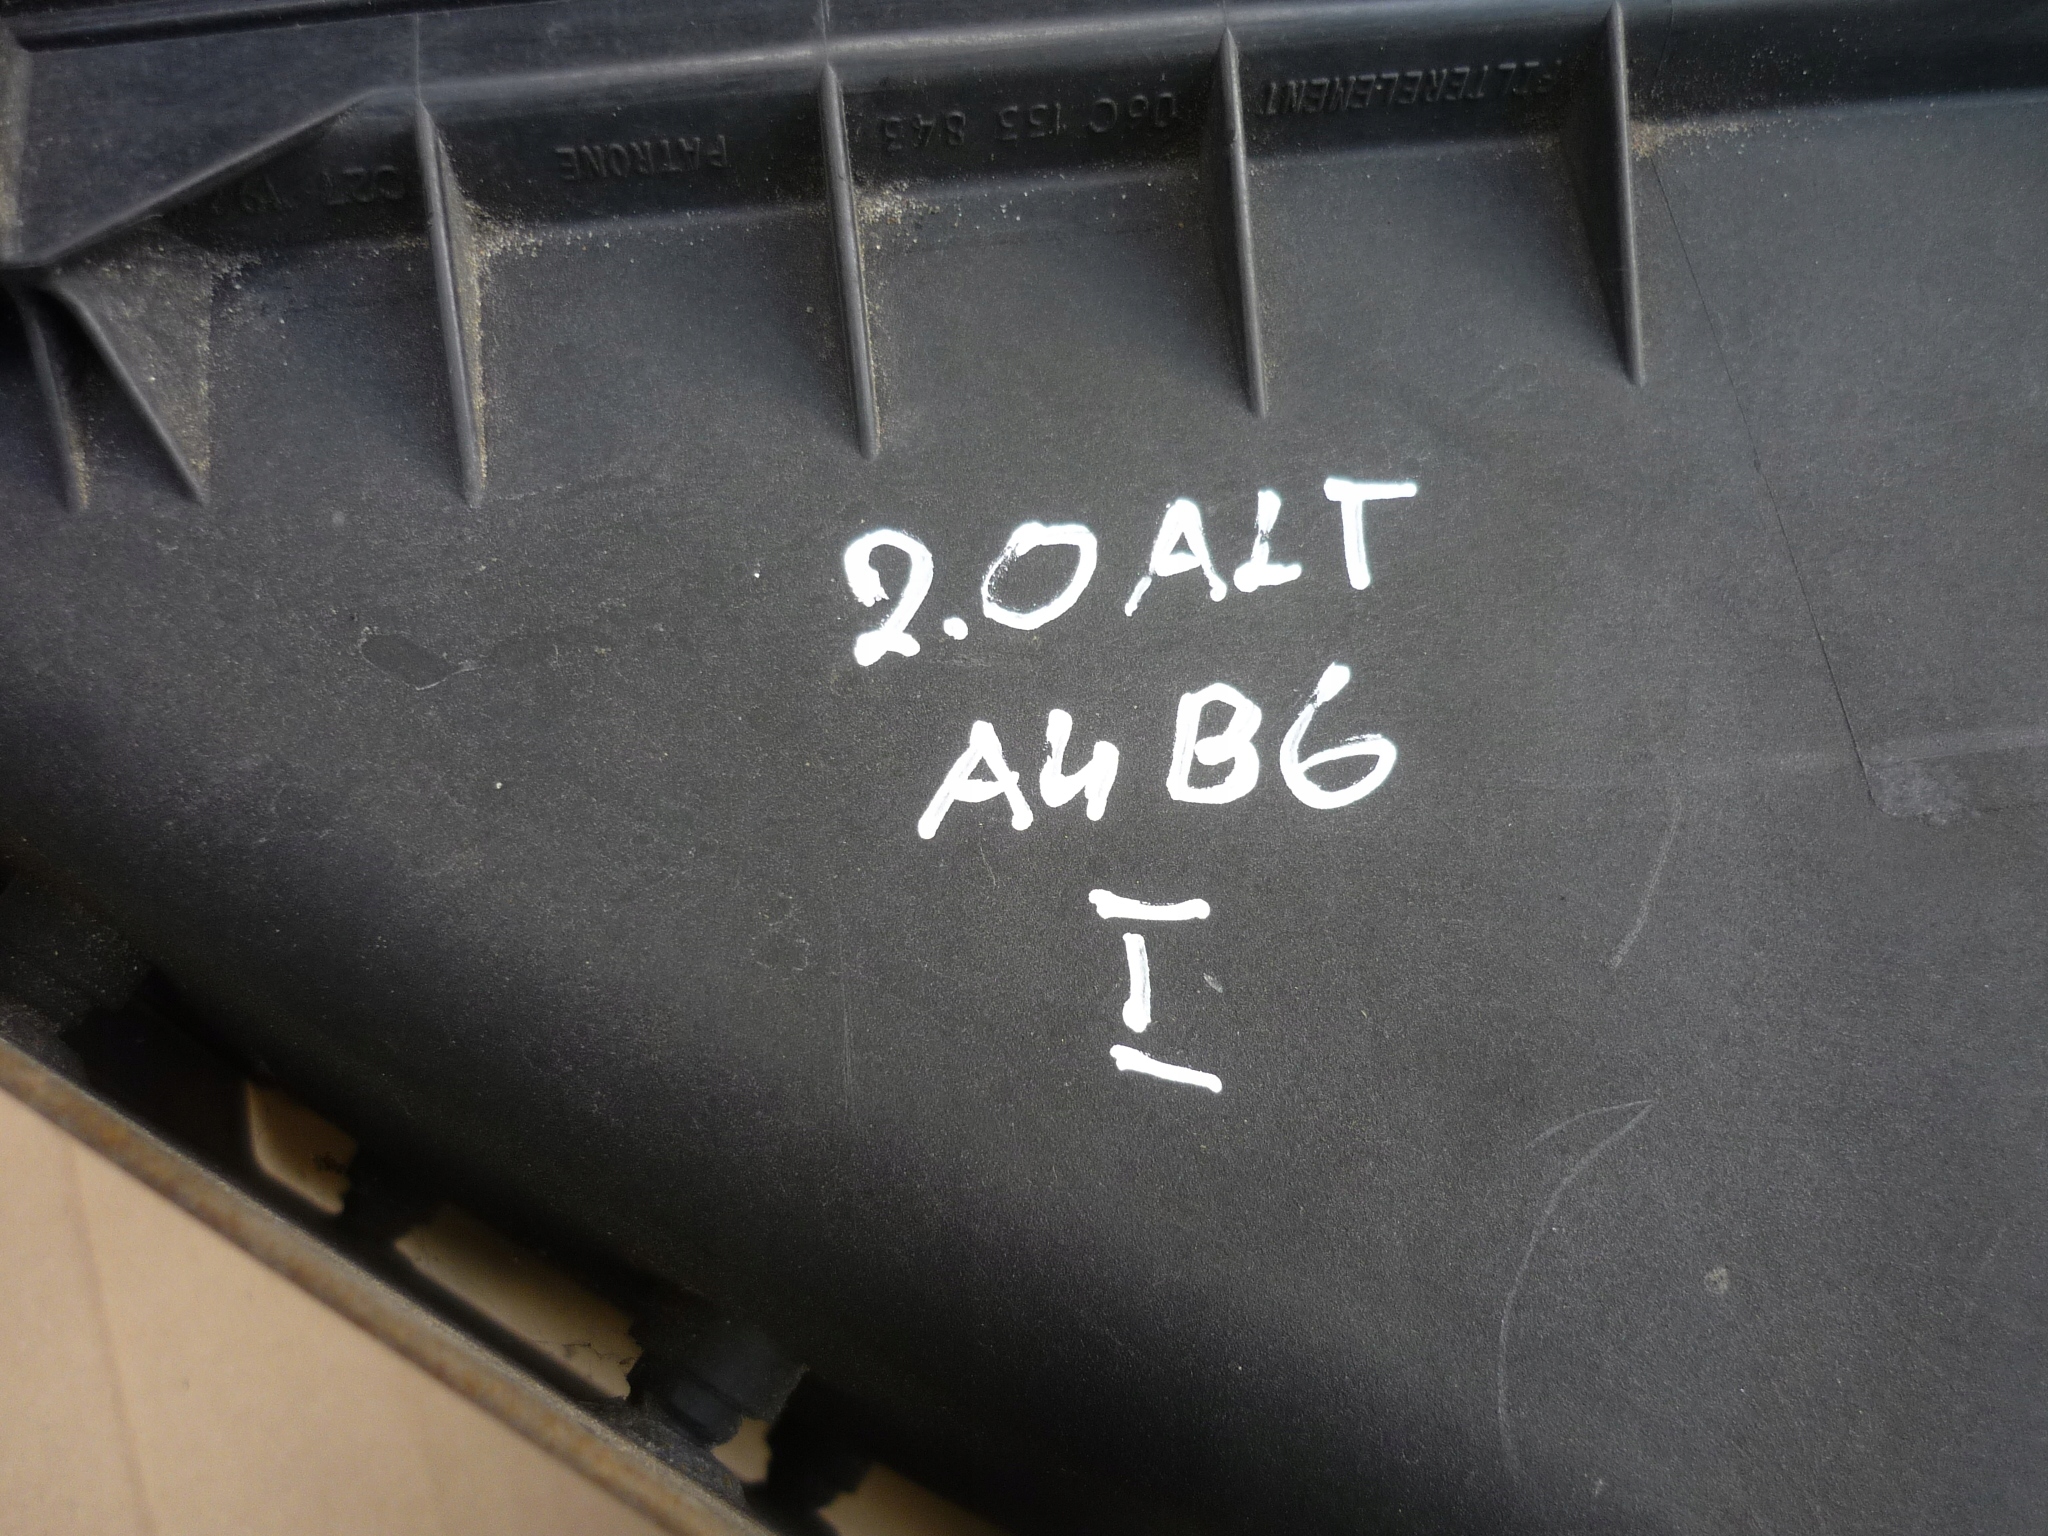 FILTERELEMENT 06C 133 843 PATRONE
2.0 ALT
A4 B6
I